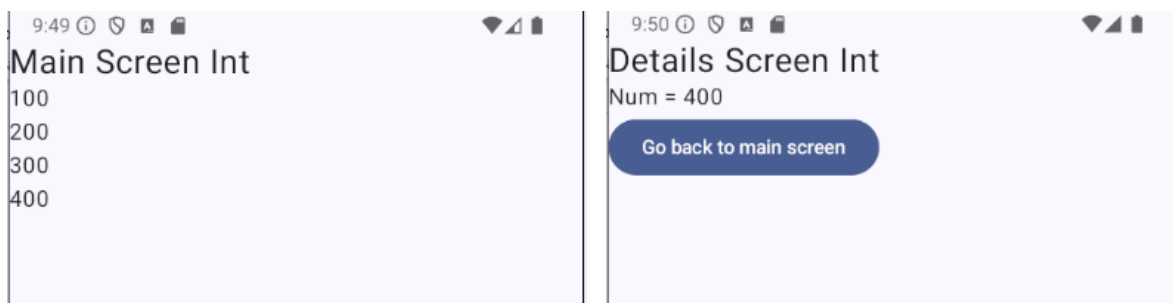 9:49
Main Screen Int
100
200
300
400
9:50
Details Screen Int
Num = 400
Go back to main screen